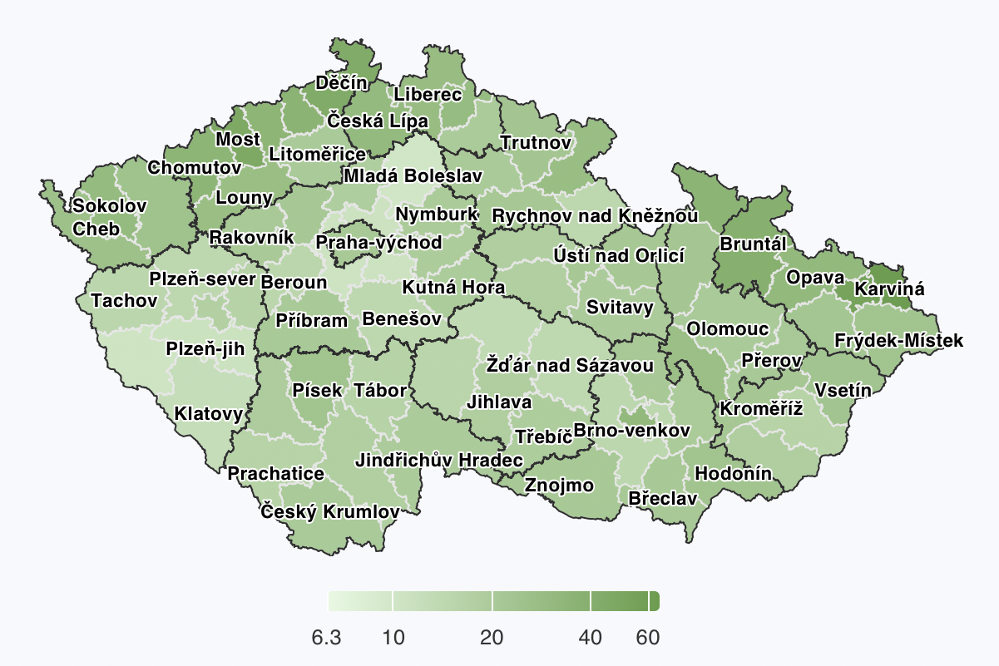 Děčín
Liberec
Česká Lípa
Most
Trutnov
Litoměřice
Chomutov
Mladá Boleslav
Louny
Sokolov
Nymburk
Rychnov nad Kněžnou
Cheb
Rakovník
Praha-východ
Bruntál
Ústí nad Orlicí
Plzeň-sever
Beroun
Opava
Kutná Hora
Karviná
Tachov
Svitavy
Příbram
Benešov
Olomouc
Frýdek-Místek
Plzeň-jih
Přerov
Žďár nad Sázavou
Písek
Tábor
Vsetín
Jihlava
Kroměříž
Klatovy
Brno-venkov
Třebíč
Jindřichův Hradec
Prachatice
Hodonín
Znojmo
Břeclav
Český Krumlov
6.3
10
20
40
60